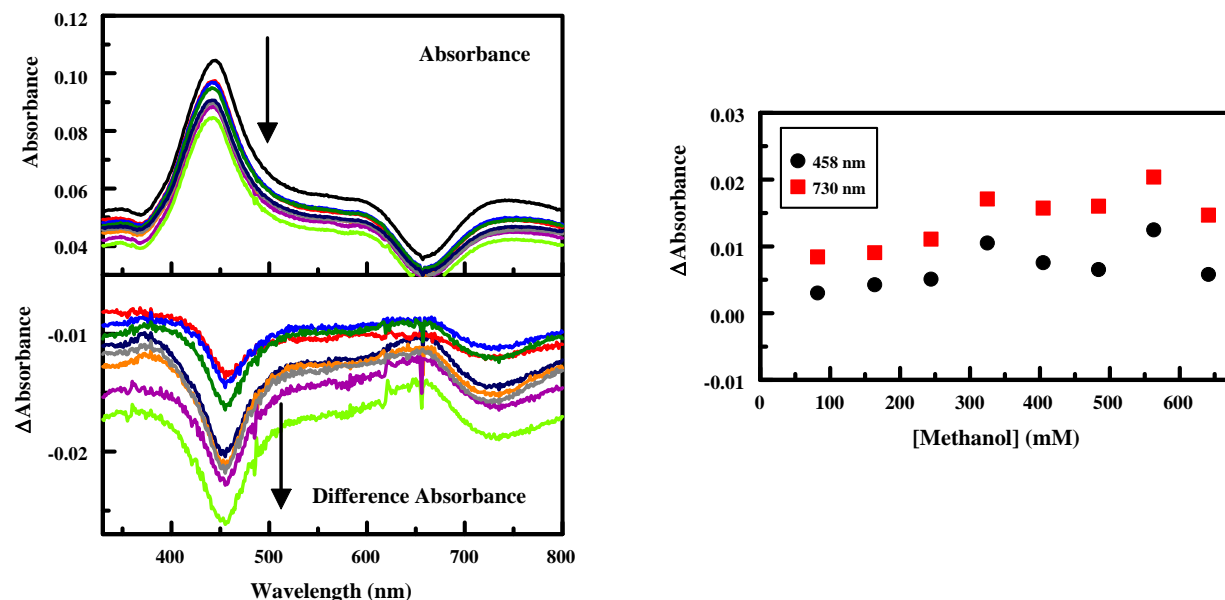 0.12
0.10
0.08
0.06
0.04
Absorbance
Absorbance
-0.01
-0.02
ΔAbsorbance
Difference Absorbance
400 500 600 700 800
Wavelength (nm)
0.03
0.02
0.01
0.00
-0.01
ΔAbsorbance
458 nm
730 nm
0 100 200 300 400 500 600
[Methanol] (mM)